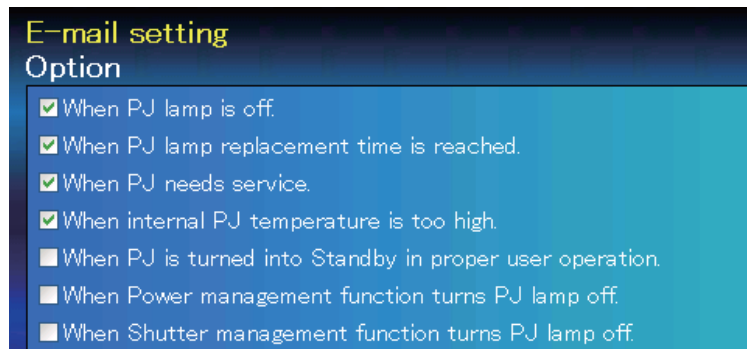 E-mail setting
Option
When PJ lamp is off.
When PJ lamp replacement time is reached.
When PJ needs service.
When internal PJ temperature is too high.
When PJ is turned into Standby in proper user operation.
When Power management function turns PJ lamp off.
When Shutter management function turns PJ lamp off.